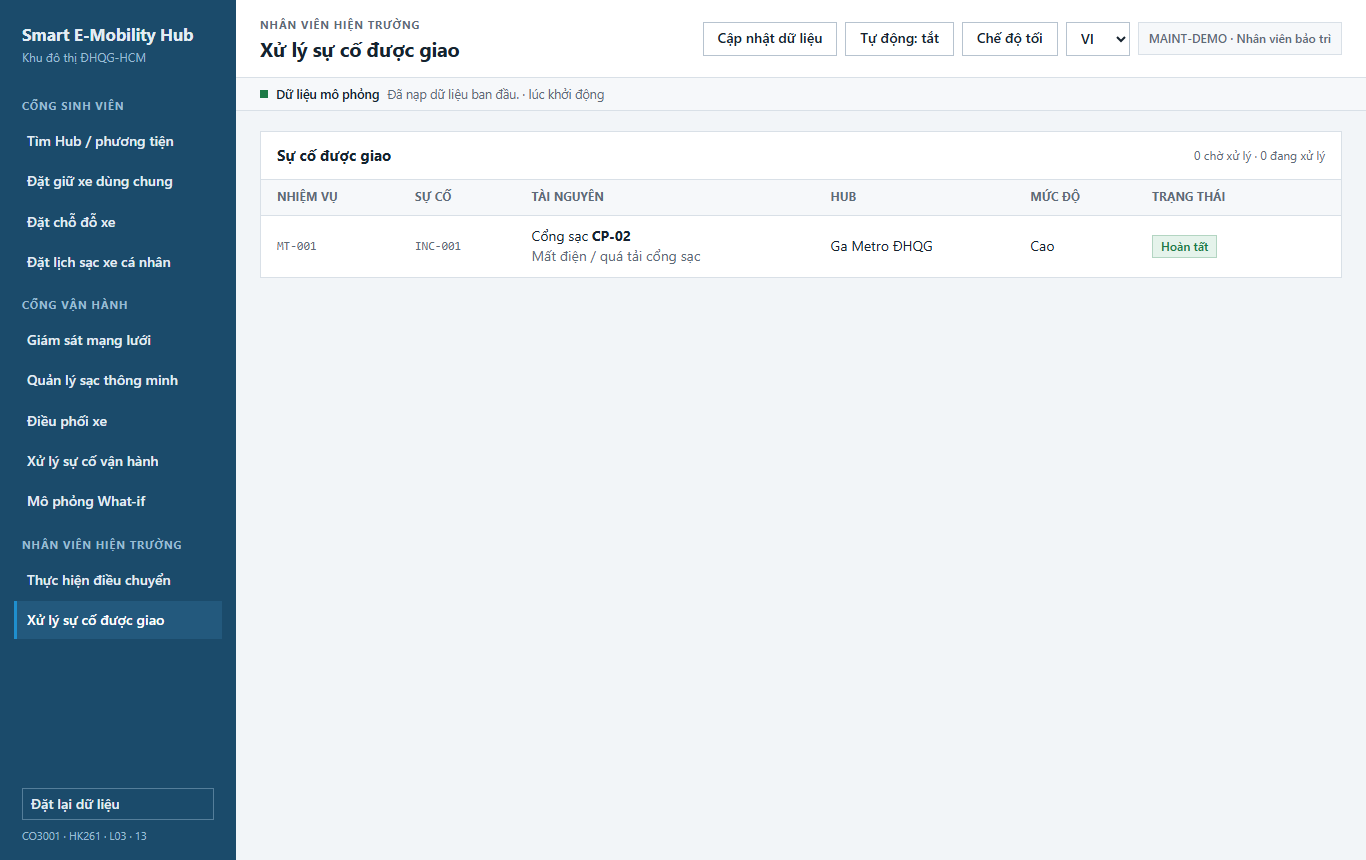 Smart E-Mobility Hub
Khu đô thị ĐHQG-HCM
CỔNG SINH VIÊN
Tìm Hub / phương tiện
Đặt giữ xe dùng chung
Đặt chỗ đỗ xe
Đặt lịch sạc xe cá nhân
CỔNG VẬN HÀNH
Giám sát mạng lưới
Quản lý sạc thông minh
Điều phối xe
Xử lý sự cố vận hành
Mô phỏng What-if
NHÂN VIÊN HIỆN TRƯỜNG
Thực hiện điều chuyển
Xử lý sự cố được giao
Đặt lại dữ liệu
CO3001 · HK261 · L03 · 13
NHÂN VIÊN HIỆN TRƯỜNG
Xử lý sự cố được giao
Cập nhật dữ liệu
Tự động: tắt
Chế độ tối
VI
MAINT-DEMO · Nhân viên bảo trì
Dữ liệu mô phỏng Đã nạp dữ liệu ban đầu. · lúc khởi động
Sự cố được giao
0 chờ xử lý · 0 đang xử lý
NHIỆM VỤ SỰ CỐ TÀI NGUYÊN HUB MỨC ĐỘ TRẠNG THÁI
MT-001 INC-001 Cổng sạc CP-02 Ga Metro ĐHQG Cao Hoàn tất
Mất điện / quá tải cổng sạc